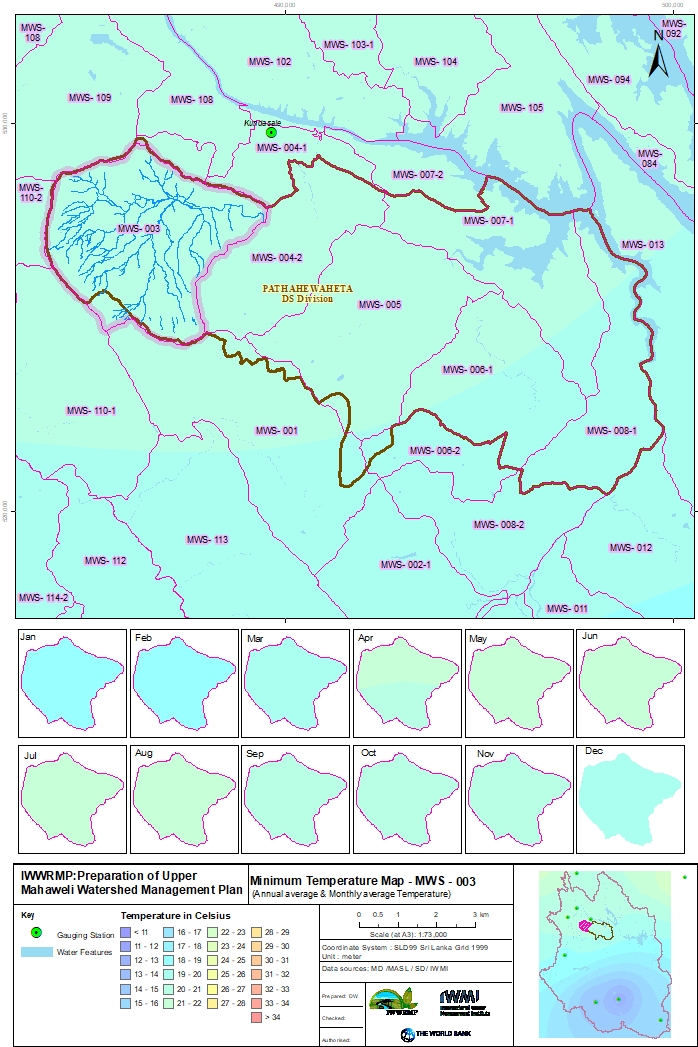 480,000
500,000
530,000
520,000
MWS-
108
MWS- 103-1
MWS- 102
MWS- 104
MWS-
092
N
MWS- 094
MWS- 109
MWS- 108
MWS- 105
Kundasale
MWS- 004-1
MWS-
084
MWS-
110-2
MWS- 007-2
MWS- 003
MWS- 007-1
MWS- 013
MWS- 004-2
PATHAHEWAHETA
DS Division
MWS- 005
MWS- 006-1
MWS- 110-1
MWS- 001
MWS- 008-1
MWS- 006-2
MWS- 008-2
MWS- 113
MWS- 012
MWS- 112
MWS- 002-1
MWS- 114-2
MWS- 011
Jan
Feb
Mar
Apr
May
Jun
Jul
Aug
Sep
Oct
Nov
Dec
IWWRMP:Preparation of Upper
Mahaweli Watershed Management Plan
Minimum Temperature Map - MWS - 003
(Annual average & Monthly average Temperature)
Key
Gauging Station
Water Features
Temperature in Celsius
< 11
11 - 12
12 - 13
13 - 14
14 - 15
15 - 16
16 - 17
17 - 18
18 - 19
19 - 20
20 - 21
21 - 22
22 - 23
23 - 24
24 - 25
25 - 26
26 - 27
27 - 28
28 - 29
29 - 30
30 - 31
31 - 32
32 - 33
33 - 34
> 34
0 0.5 1 2 3 km
Scale (at A3): 1:73,000
Coordinate System : SLD99 Sri Lanka Grid 1999
Unit : meter
Data sources: MD /MASL / SD/ IWMI
Prepared: DW
Checked:
Authorised:
IWWRMP
IWMI
International Water
Management Institute
THE WORLD BANK